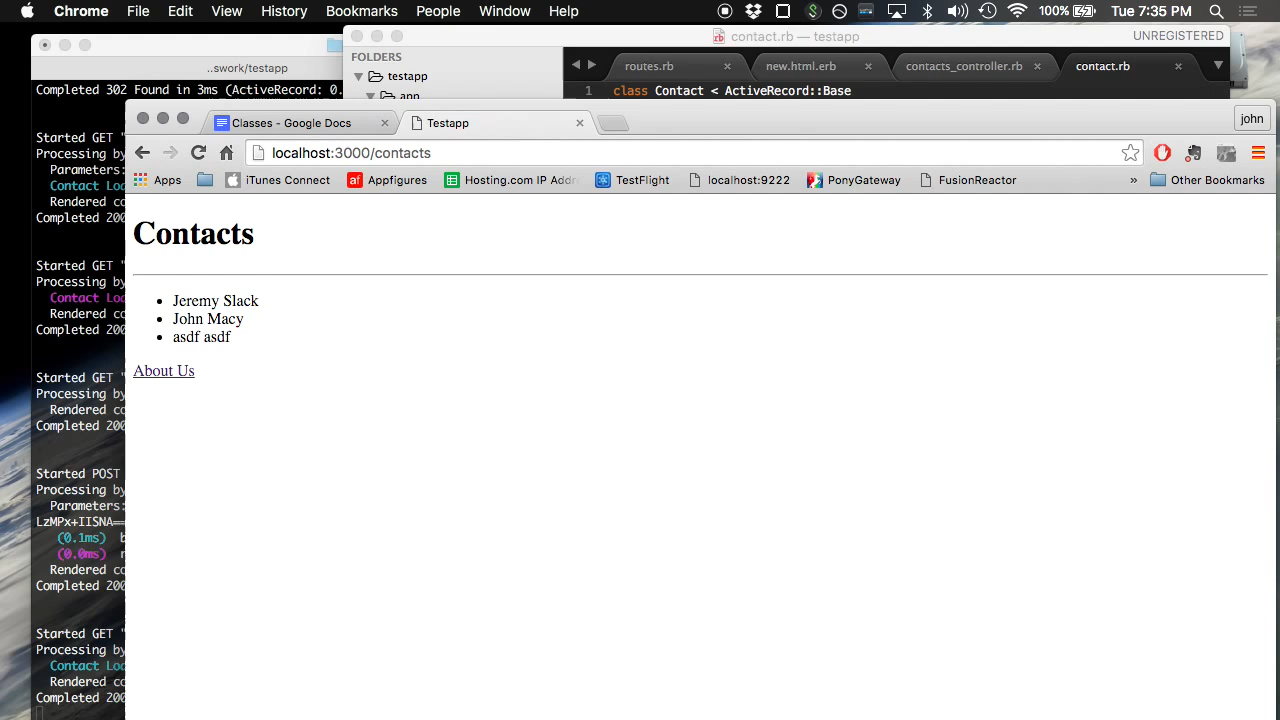 Chrome File Edit View History Bookmarks People Window Help 100% Tue 7:35 PM
..swork/testapp
Completed 302 Found in 3ms (ActiveRecord: 0.
Started GET "
Processing by
Parameters:
Contact Loa
Rendered co
Completed 200
Started GET "
Processing by
Contact Loa
Rendered co
Completed 200
Started GET "
Processing by
Rendered co
Completed 200
Started POST
Processing by
Parameters:
LzMPx+IISNA==
(0.1ms) b
(0.0ms) r
Rendered co
Completed 200
Started GET "
Processing by
Contact Loa
Rendered co
Completed 200
contact.rb — testapp UNREGISTERED
FOLDERS
testapp
app
routes.rb new.html.erb contacts_controller.rb contact.rb
1 class Contact < ActiveRecord::Base
Classes - Google Docs Testapp john
localhost:3000/contacts
Apps iTunes Connect Appfigures Hosting.com IP Addr TestFlight localhost:9222 PonyGateway FusionReactor » Other Bookmarks
Contacts
Jeremy Slack
John Macy
asdf asdf
About Us